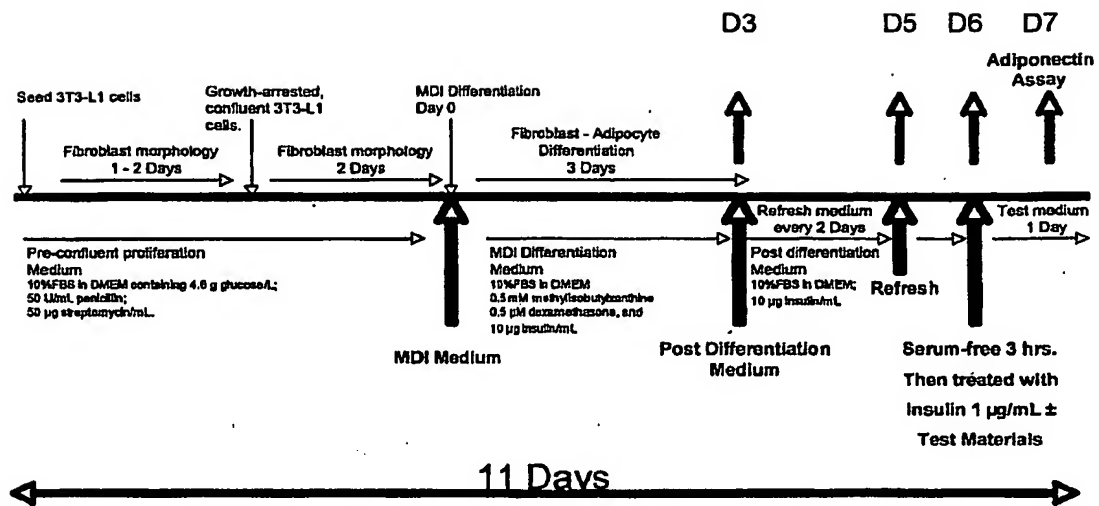 D3
D5
D6
D7
Adiponectin
Assay
Seed 3T3-L1 cells
Growth-arrested,
confluent 3T3-L1
cells.
MDI Differentiation
Day 0
Fibroblast morphology
1 - 2 Days
Fibroblast morphology
2 Days
Fibroblast - Adipocyte
Differentiation
3 Days
Refresh medium
every 2 Days
Test medium
1 Day
Pre-confluent proliferation
Medium
10%FBS in DMEM containing 4.6 g glucose/L;
50 U/mL penicillin;
50 µg streptomycin/mL.
MDI Differentiation
Medium
10%FBS in DMEM
0.5 mM methylisobutylxanthine
0.5 µM dexamethasone, and
10 µg insulin/mL
Post differentiation
Medium
10%FBS in DMEM;
10 µg insulin/mL
Refresh
MDI Medium
Post Differentiation
Medium
Serum-free 3 hrs.
Then treated with
Insulin 1 µg/mL ±
Test Materials
11 Days